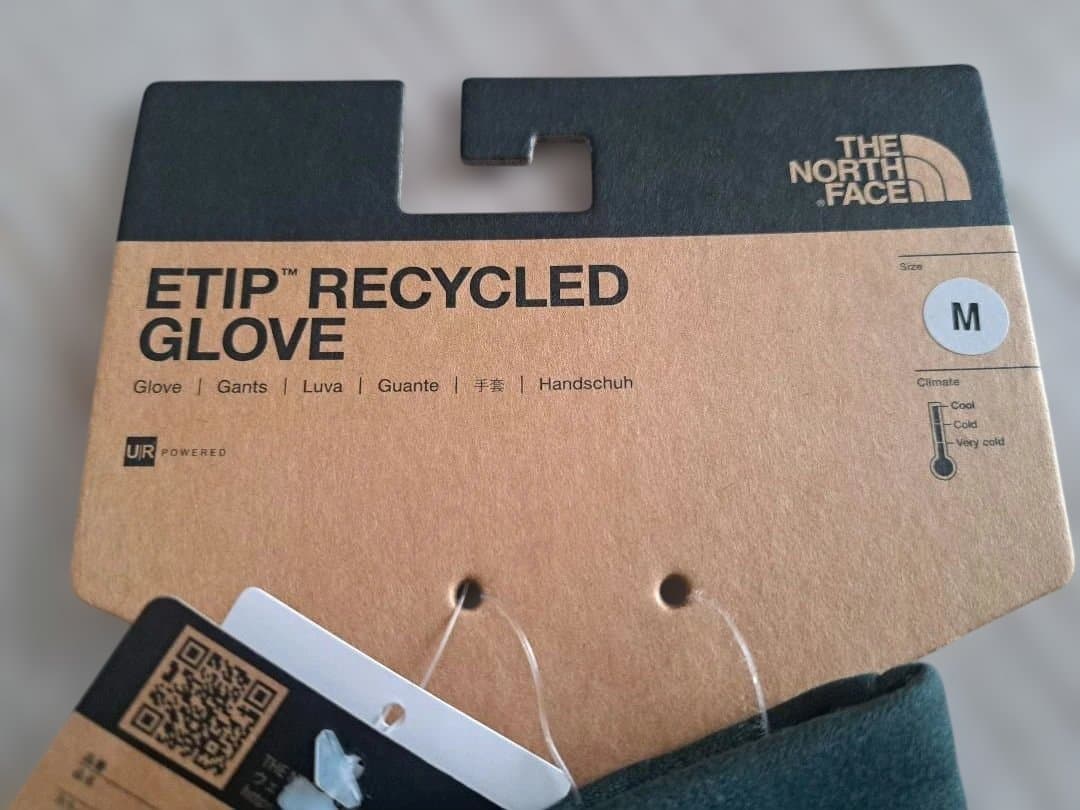 THE
NORTH
FACE
ETIP™ RECYCLED
GLOVE
Glove | Gants | Luva | Guante | 手套 | Handschuh
U|R POWERED
Size
M
Climate
Cool
Cold
Very cold
THE